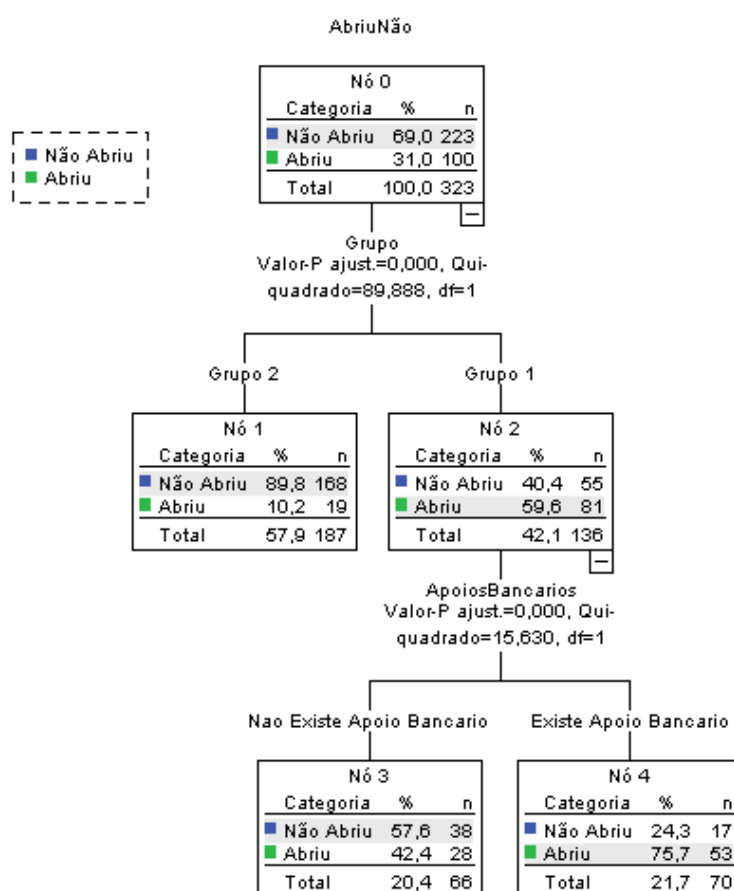 AbriuNão
Não Abriu
Abriu
Nó 0
Categoria % n
Não Abriu 69,0 223
Abriu 31,0 100
Total 100,0 323
Grupo
Valor-P ajust.=0,000, Qui-
quadrado=89,888, df=1
Grupo 2
Grupo 1
Nó 1
Categoria % n
Não Abriu 89,8 168
Abriu 10,2 19
Total 57,9 187
Nó 2
Categoria % n
Não Abriu 40,4 55
Abriu 59,6 81
Total 42,1 136
ApoiosBancarios
Valor-P ajust.=0,000, Qui-
quadrado=15,630, df=1
Nao Existe Apoio Bancario
Existe Apoio Bancario
Nó 3
Categoria % n
Não Abriu 57,6 38
Abriu 42,4 28
Total 20,4 66
Nó 4
Categoria % n
Não Abriu 24,3 17
Abriu 75,7 53
Total 21,7 70